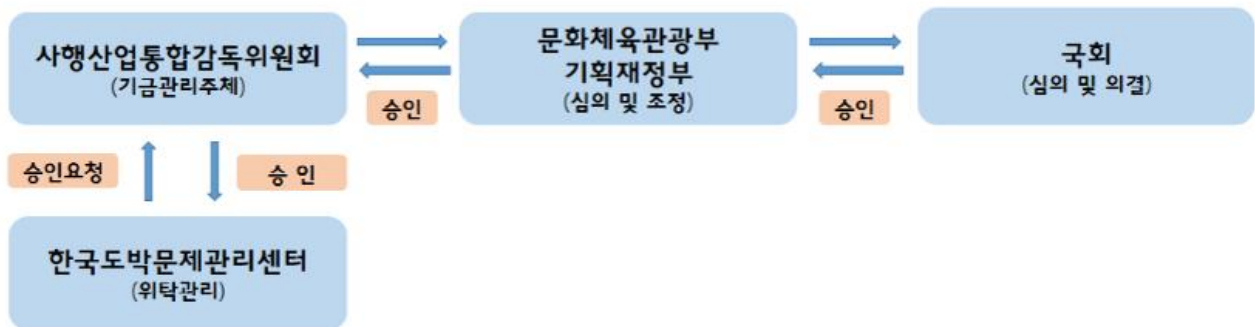 사행산업통합감독위원회
(기금관리주체)
승인
문화체육관광부
기획재정부
(심의 및 조정)
승인
국회
(심의 및 의결)
승인요청
승 인
한국도박문제관리센터
(위탁관리)